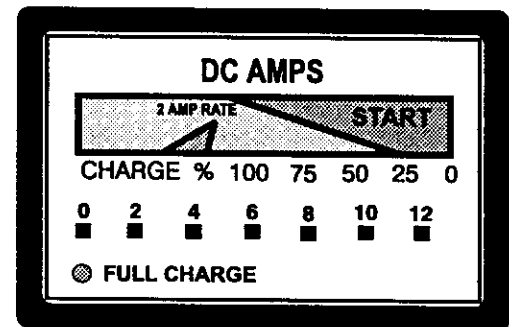 DC AMPS
2 AMP RATE
START
CHARGE % 100 75 50 25 0
0 2 4 6 8 10 12
FULL CHARGE